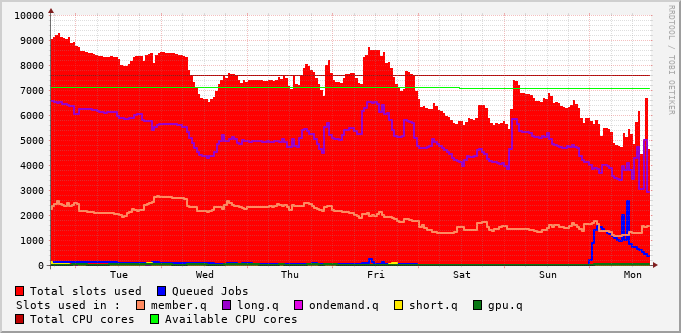 RRDTOOL / TOBI OETIKER
10000
9000
8000
7000
6000
5000
4000
3000
2000
1000
0
Tue Wed Thu Fri Sat Sun Mon
Total slots used Queued Jobs
Slots used in : member.q long.q ondemand.q short.q gpu.q
Total CPU cores Available CPU cores